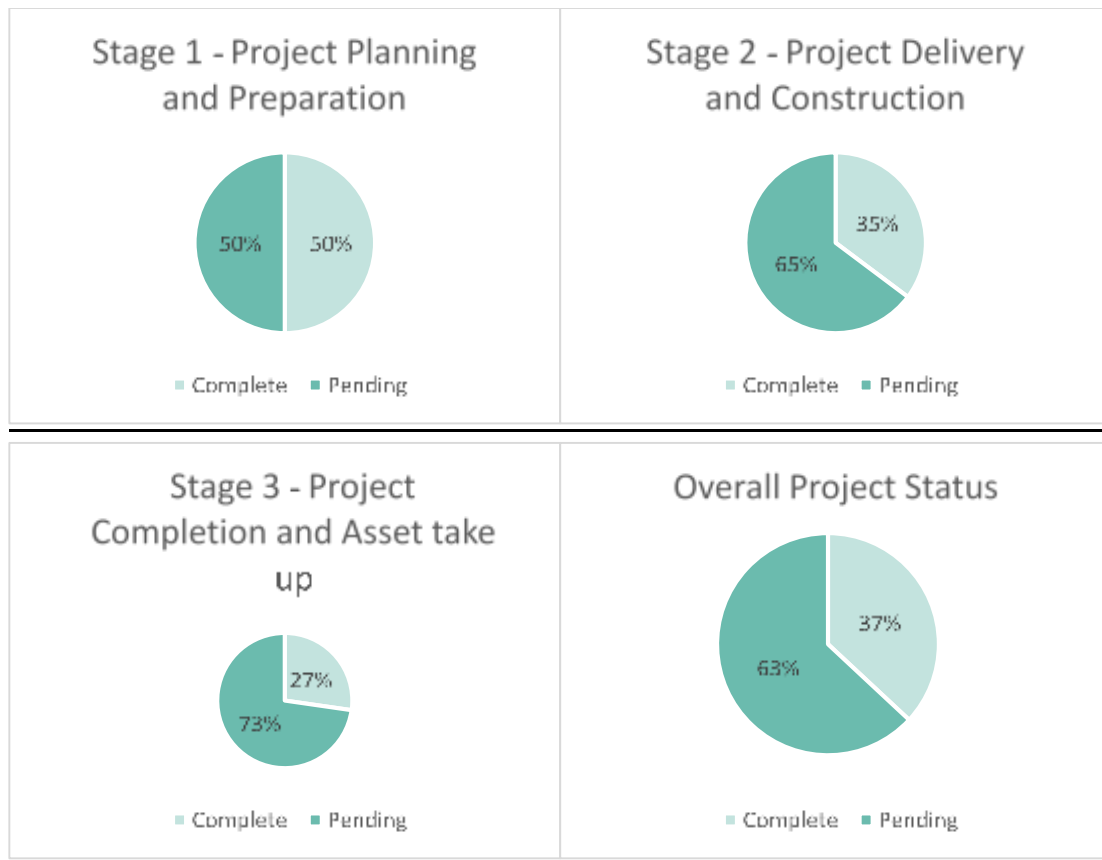 Stage 1 - Project Planning
and Preparation
50%
50%
Complete
Pending
Stage 2 - Project Delivery
and Construction
35%
65%
Complete
Pending
Stage 3 - Project
Completion and Asset take
up
27%
73%
Complete
Pending
Overall Project Status
37%
63%
Complete
Pending